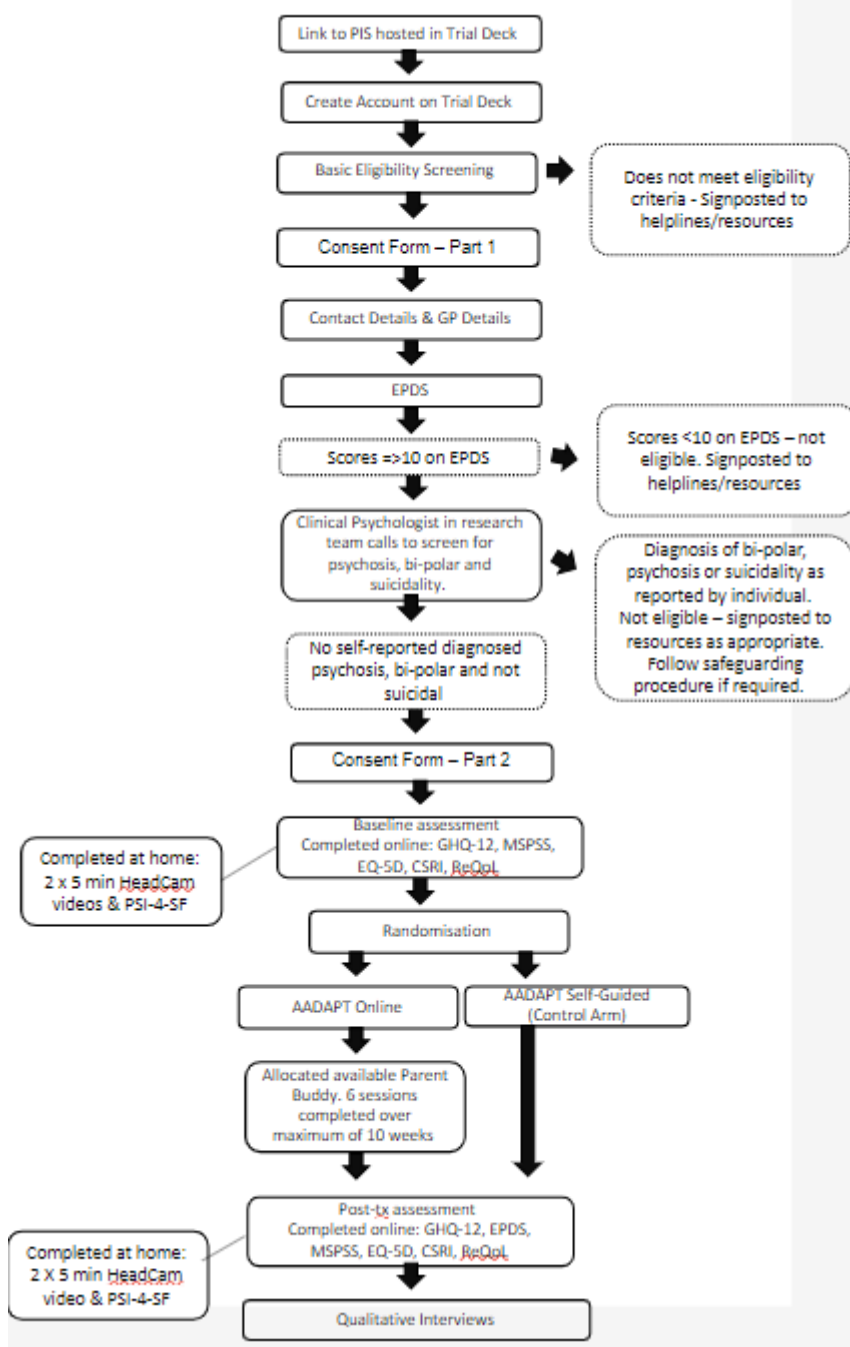 Link to PIS hosted in Trial Deck
Create Account on Trial Deck
Basic Eligibility Screening
Does not meet eligibility
criteria - Signposted to
helplines/resources
Consent Form – Part 1
Contact Details & GP Details
EPDS
Scores =>10 on EPDS
Scores <10 on EPDS – not
eligible. Signposted to
helplines/resources
Clinical Psychologist in research
team calls to screen for
psychosis, bi-polar and
suicidality.
Diagnosis of bi-polar,
psychosis or suicidality as
reported by individual.
Not eligible – signposted to
resources as appropriate.
Follow safeguarding
procedure if required.
No self-reported diagnosed
psychosis, bi-polar and not
suicidal
Consent Form – Part 2
Baseline assessment
Completed online: GHQ-12, MSPSS,
EQ-5D, CSRI, ReQoL
Completed at home:
2 x 5 min HeadCam
videos & PSI-4-SF
Randomisation
AADAPT Online
AADAPT Self-Guided
(Control Arm)
Allocated available Parent
Buddy. 6 sessions
completed over
maximum of 10 weeks
Post-tx assessment
Completed online: GHQ-12, EPDS,
MSPSS, EQ-5D, CSRI, ReQoL
Completed at home:
2 X 5 min HeadCam
video & PSI-4-SF
Qualitative Interviews